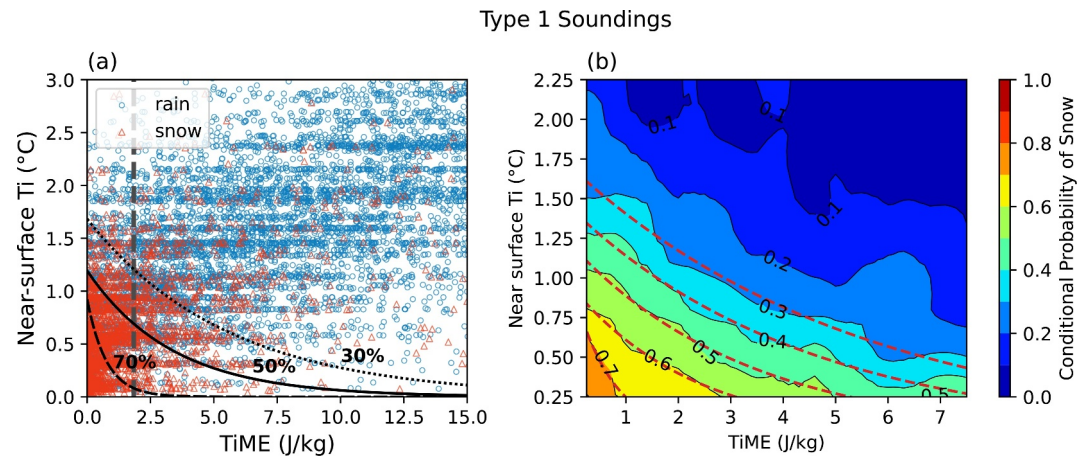 Type 1 Soundings
(a)
3.0
2.5
2.0
1.5
1.0
0.5
0.0
Near-surface Ti (°C)
rain
snow
70%
50%
30%
0.0 2.5 5.0 7.5 10.0 12.5 15.0
TiME (J/kg)
(b)
2.25
2.00
1.75
1.50
1.25
1.00
0.75
0.50
0.25
Near surface Ti (°C)
0.1
0.1
0.1
0.2
0.3
0.4
0.5
0.6
0.7
0.5
1 2 3 4 5 6 7
TiME (J/kg)
1.0
0.8
0.6
0.4
0.2
0.0
Conditional Probability of Snow